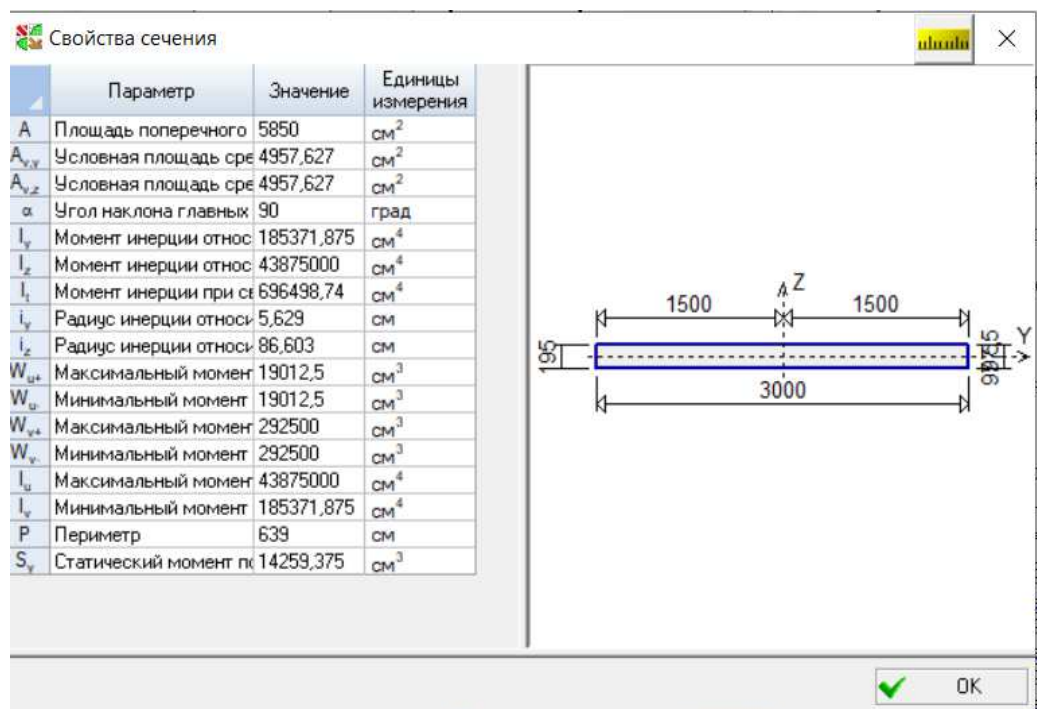 Свойства сечения
Параметр Значение Единицы измерения
A Площадь поперечного 5850 см²
Av,y Условная площадь сре 4957,627 см²
Av,z Условная площадь сре 4957,627 см²
α Угол наклона главных 90 град
Iy Момент инерции относ 185371,875 см⁴
Iz Момент инерции относ 43875000 см⁴
It Момент инерции при св 696498,74 см⁴
iy Радиус инерции относи 5,629 см
iz Радиус инерции относи 86,603 см
Wu+ Максимальный момен 19012,5 см³
Wu- Минимальный момент 19012,5 см³
Wv+ Максимальный момен 292500 см³
Wv- Минимальный момент 292500 см³
Iu Максимальный момен 43875000 см⁴
Iv Минимальный момент 185371,875 см⁴
P Периметр 639 см
Sy Статический момент по 14259,375 см³
Z
1500 1500
Y
195
3000
OK